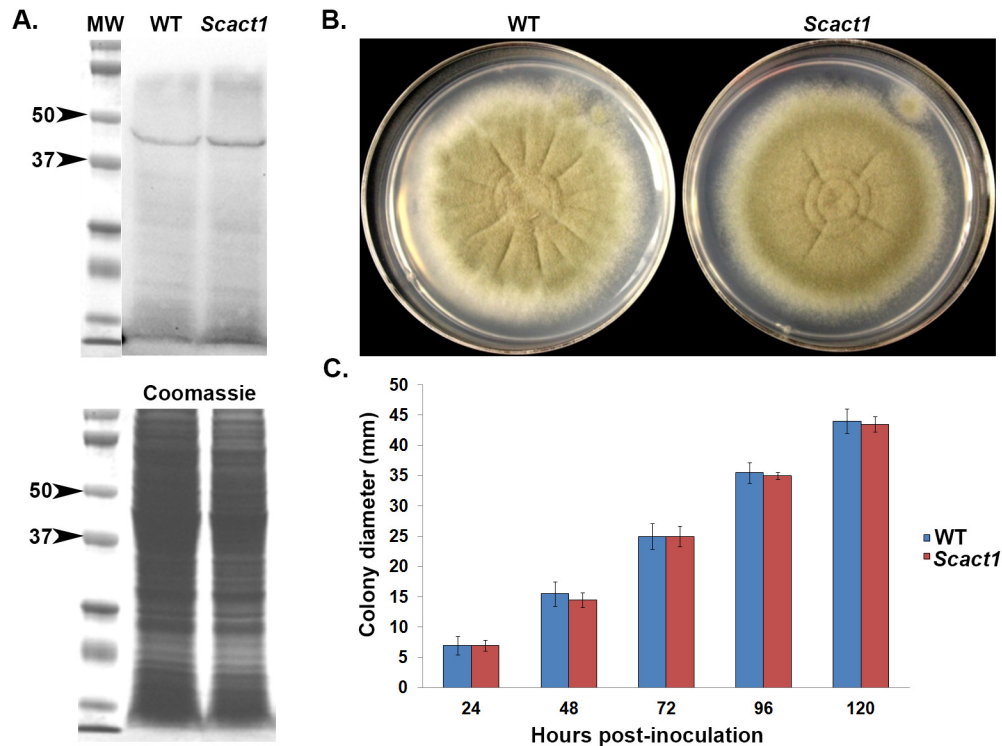 A.
MW WT Scact1
50
37
Coomassie
50
37
B.
WT Scact1
C.
Colony diameter (mm)
50
45
40
35
30
25
20
15
10
5
0
24 48 72 96 120
Hours post-inoculation
WT
Scact1